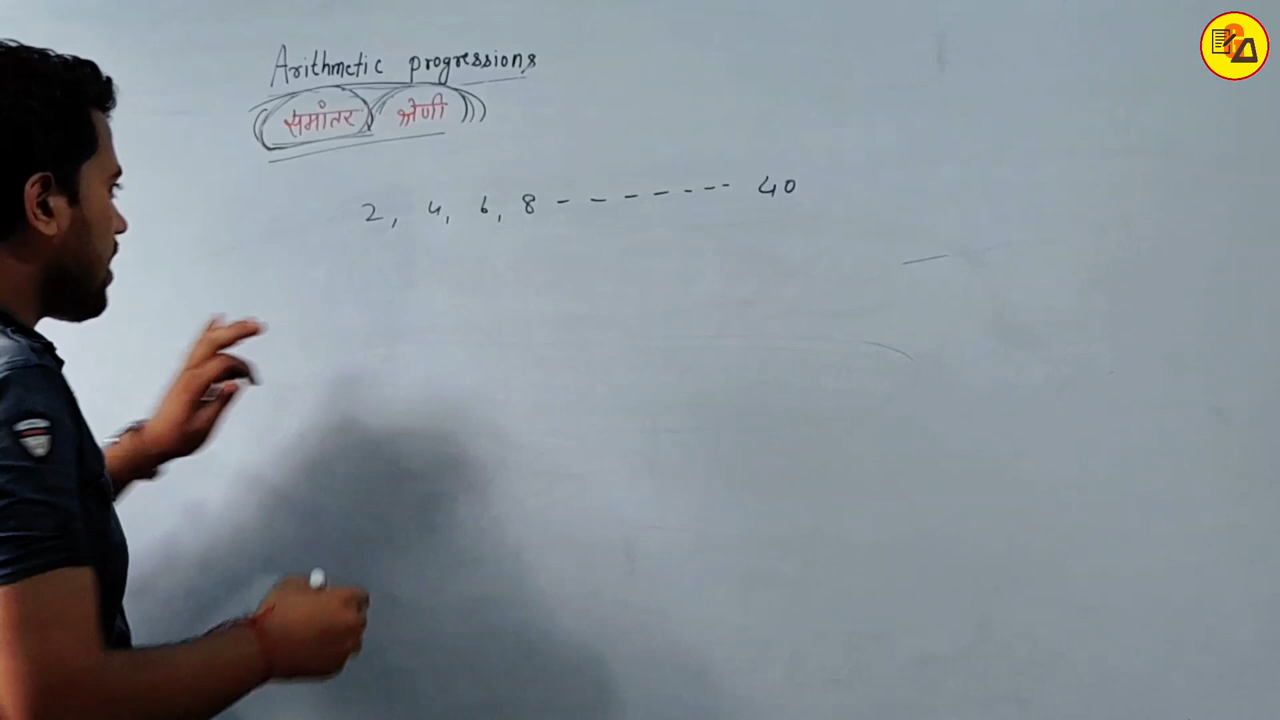 Arithmetic progressions
(समांतर श्रेणी)))
2, 4, 6, 8 - - - - - - - - 40